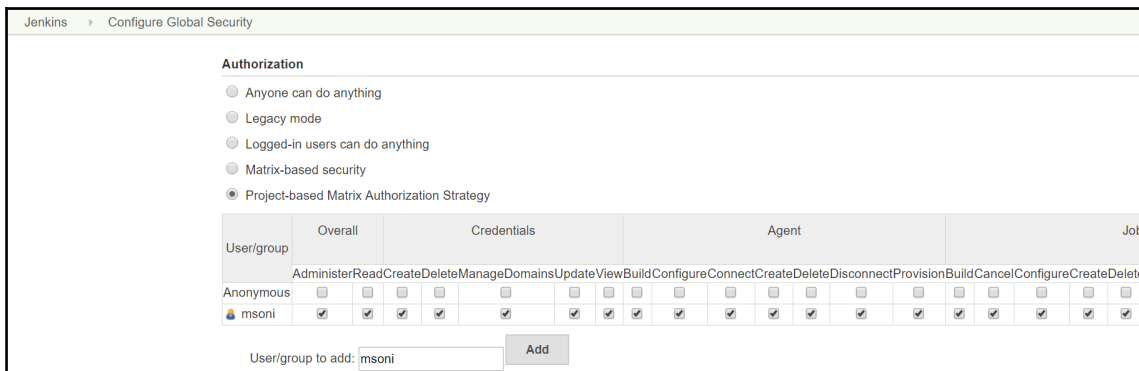 Jenkins Configure Global Security
Authorization
Anyone can do anything
Legacy mode
Logged-in users can do anything
Matrix-based security
Project-based Matrix Authorization Strategy
User/group Overall Credentials Agent Job
Administer Read Create Delete ManageDomains Update View Build Configure Connect Create Delete Disconnect Provision Build Cancel Configure Create Delete
Anonymous
msoni
User/group to add: msoni Add